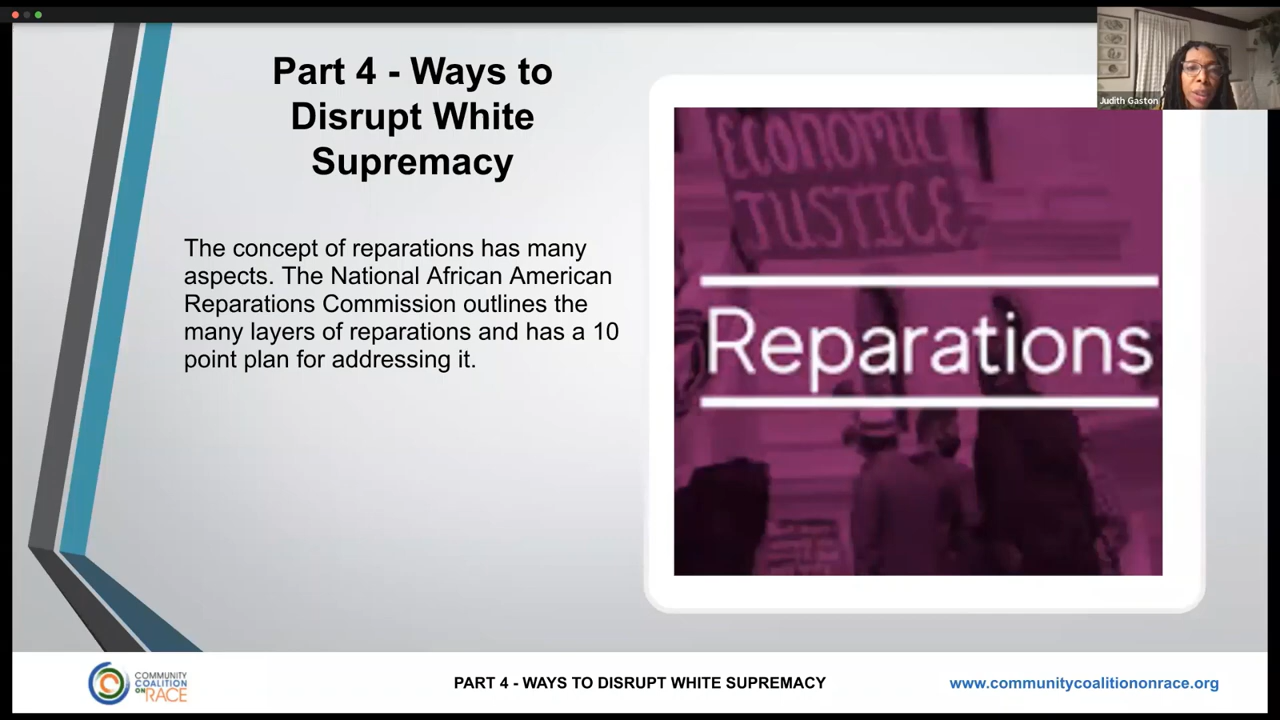 Part 4 - Ways to
Disrupt White
Supremacy
The concept of reparations has many
aspects. The National African American
Reparations Commission outlines the
many layers of reparations and has a 10
point plan for addressing it.
ECONOMIC
JUSTICE
Reparations
Judith Gaston
COMMUNITY
COALITION
ON RACE
PART 4 - WAYS TO DISRUPT WHITE SUPREMACY
www.communitycoalitiononrace.org